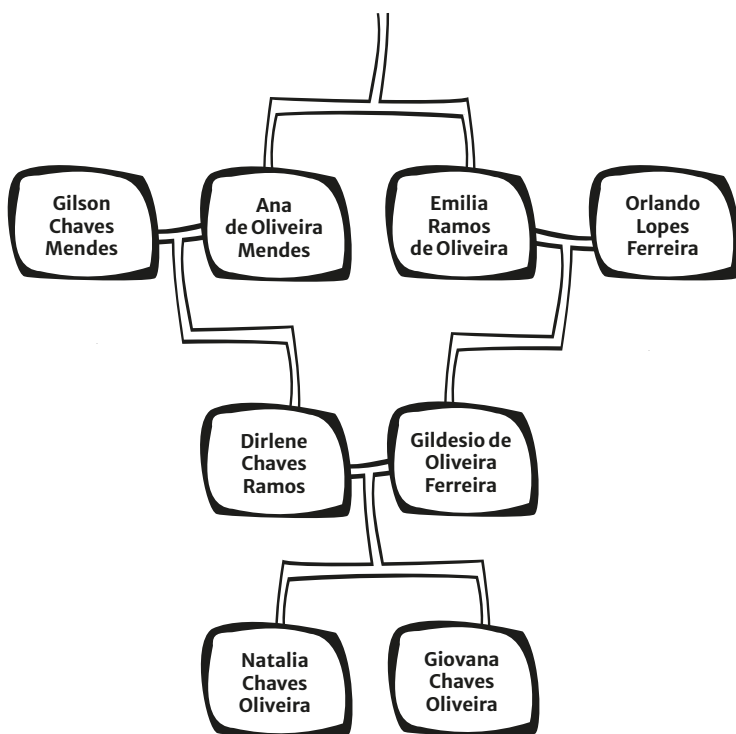 Gilson
Chaves
Mendes
Ana
de Oliveira
Mendes
Emilia
Ramos
de Oliveira
Orlando
Lopes
Ferreira
Dirlene
Chaves
Ramos
Gildesio de
Oliveira
Ferreira
Natalia
Chaves
Oliveira
Giovana
Chaves
Oliveira